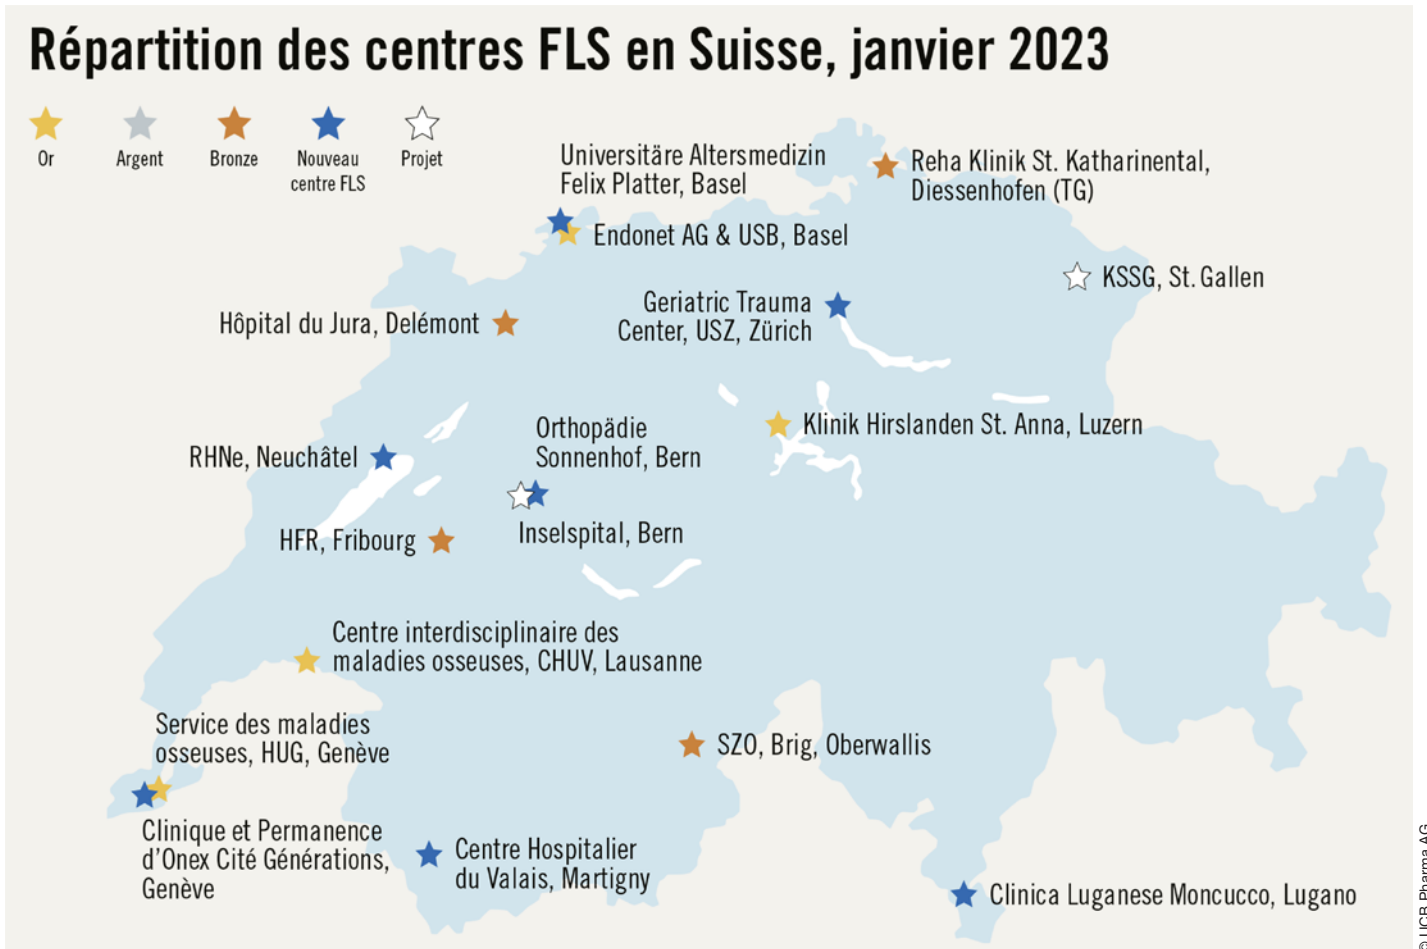 Répartition des centres FLS en Suisse, janvier 2023
Or
Argent
Bronze
Nouveau
centre FLS
Projet
Universitäre Altersmedizin
Felix Platter, Basel
Reha Klinik St. Katharinental,
Diessenhofen (TG)
Endonet AG & USB, Basel
KSSG, St. Gallen
Geriatric Trauma
Center, USZ, Zürich
Hôpital du Jura, Delémont
Klinik Hirslanden St. Anna, Luzern
Orthopädie
Sonnenhof, Bern
RHNe, Neuchâtel
Inselspital, Bern
HFR, Fribourg
Centre interdisciplinaire des
maladies osseuses, CHUV, Lausanne
Service des maladies
osseuses, HUG, Genève
SZO, Brig, Oberwallis
Clinique et Permanence
d’Onex Cité Générations,
Genève
Centre Hospitalier
du Valais, Martigny
Clinica Luganese Moncucco, Lugano
© UCB Pharma AG